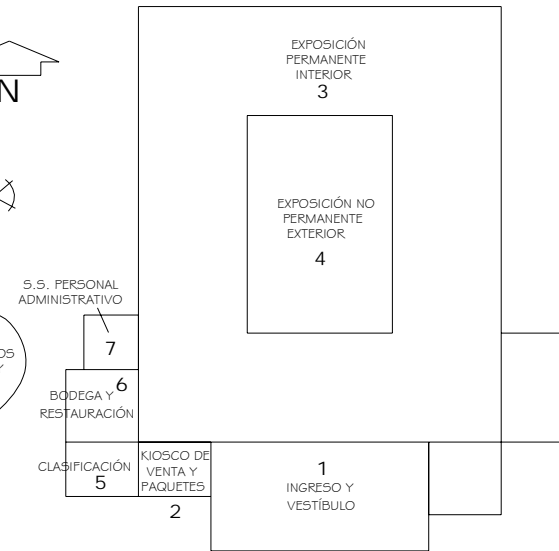 EXPOSICIÓN
PERMANENTE
INTERIOR
3
N
EXPOSICIÓN NO
PERMANENTE
EXTERIOR
4
S.S. PERSONAL
ADMINISTRATIVO
7
OS
6
BODEGA Y
RESTAURACIÓN
CLASIFICACIÓN
5
KIOSCO DE
VENTA Y
PAQUETES
2
1
INGRESO Y
VESTÍBULO